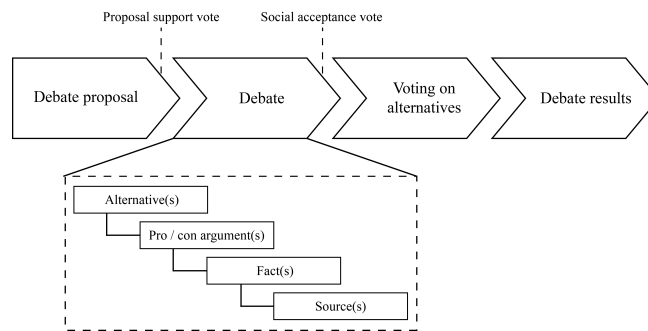 Proposal support vote
Social acceptance vote
Debate proposal
Debate
Voting on
alternatives
Debate results
Alternative(s)
Pro / con argument(s)
Fact(s)
Source(s)